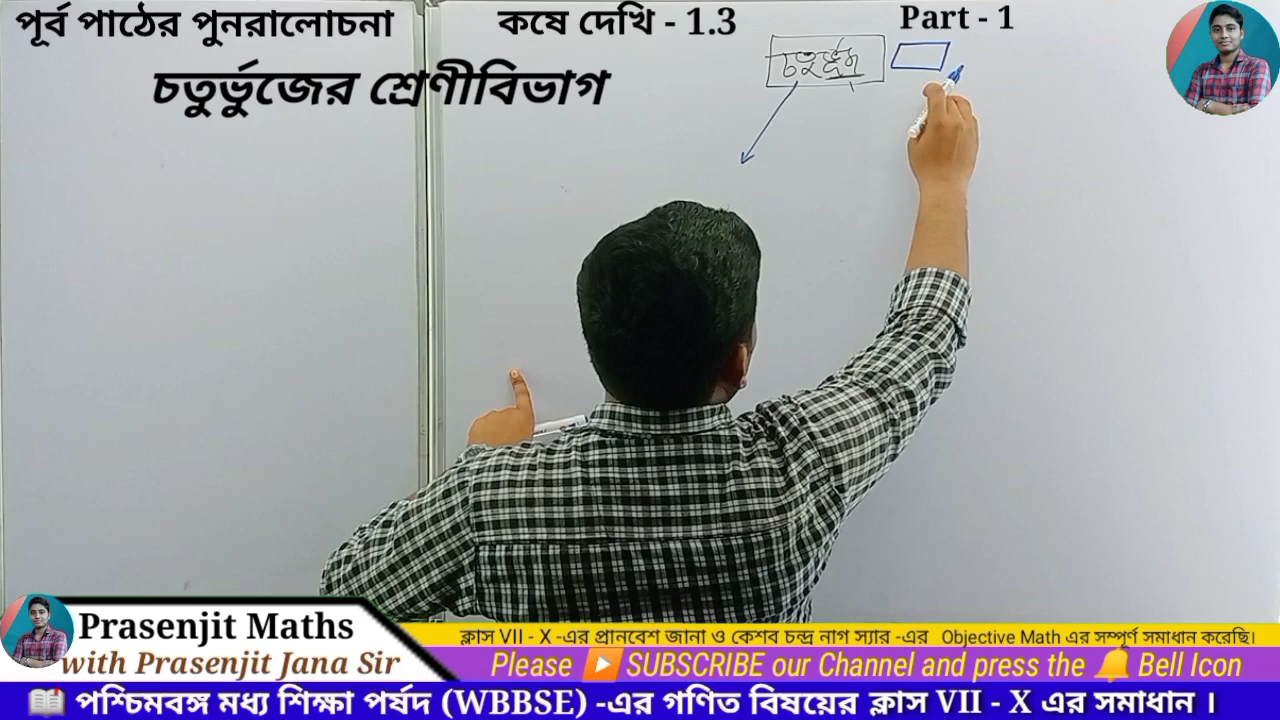 পূর্ব পাঠের পুনরালোচনা
কষে দেখি - 1.3
Part - 1
চতুর্ভুজের শ্রেণীবিভাগ
চতুর্ভুজ
Prasenjit Maths
with Prasenjit Jana Sir
ক্লাস VII - X -এর প্রানবেশ জানা ও কেশব চন্দ্র নাগ স্যার -এর Objective Math এর সম্পূর্ণ সমাধান করেছি।
Please ▶️ SUBSCRIBE our Channel and press the 🔔 Bell Icon
📖 পশ্চিমবঙ্গ মধ্য শিক্ষা পর্ষদ (WBBSE) -এর গণিত বিষয়ের ক্লাস VII - X এর সমাধান ।